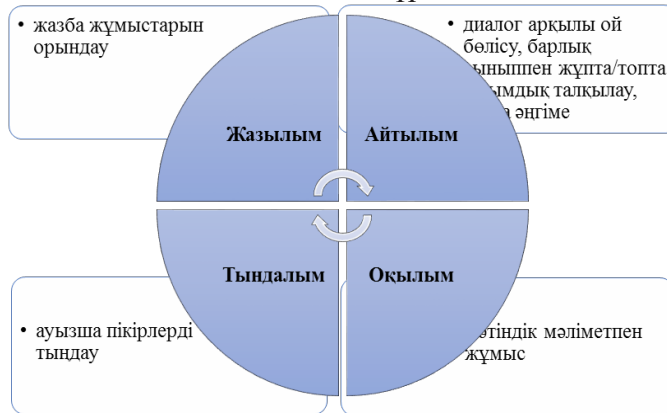 • жазба жұмыстарын
орындау
• диалог арқылы ой
бөлісу, барлық
жұпта/топта
талқылау,
әңгіме
Жазылым
Айтылым
Тындалым
Оқылым
• ауызша пікірлерді
тыңдау
мәліметпен
жұмыс